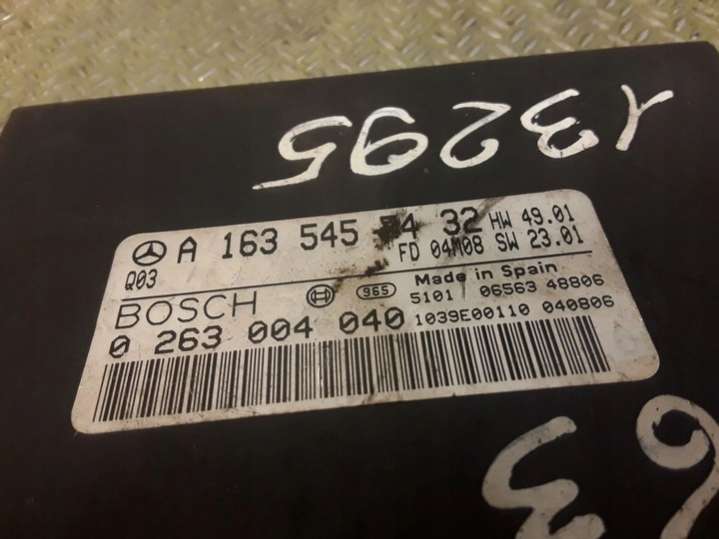 13295
A 163 545 32 HW 49.01
Q03 FD 04M08 SW 23.01
BOSCH 965 Made in Spain
5101 06563 48806
0 263 004 040 1039E00110 040806
63